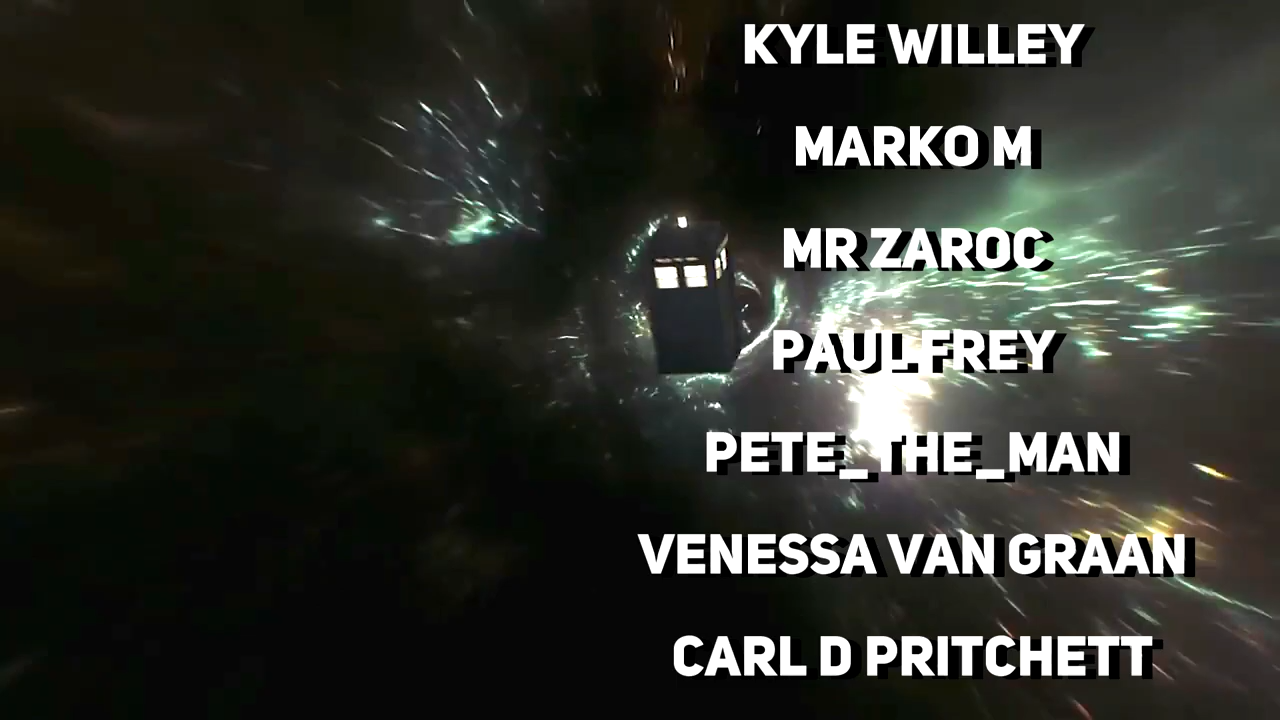 KYLE WILLEY
MARKO M
MR ZAROC
PAUL FREY
PETE_THE_MAN
VENESSA VAN GRAAN
CARL D PRITCHETT